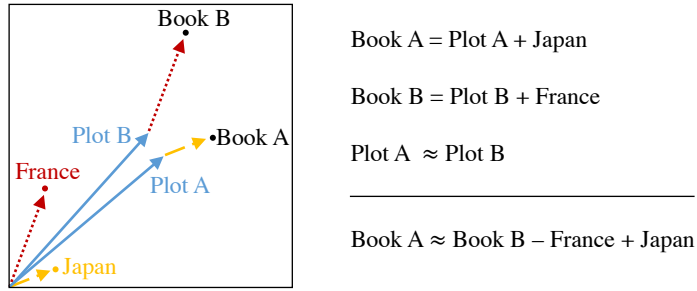 Book B
Plot B
Book A
France
Plot A
Japan
Book A = Plot A + Japan
Book B = Plot B + France
Plot A ≈ Plot B
Book A ≈ Book B – France + Japan